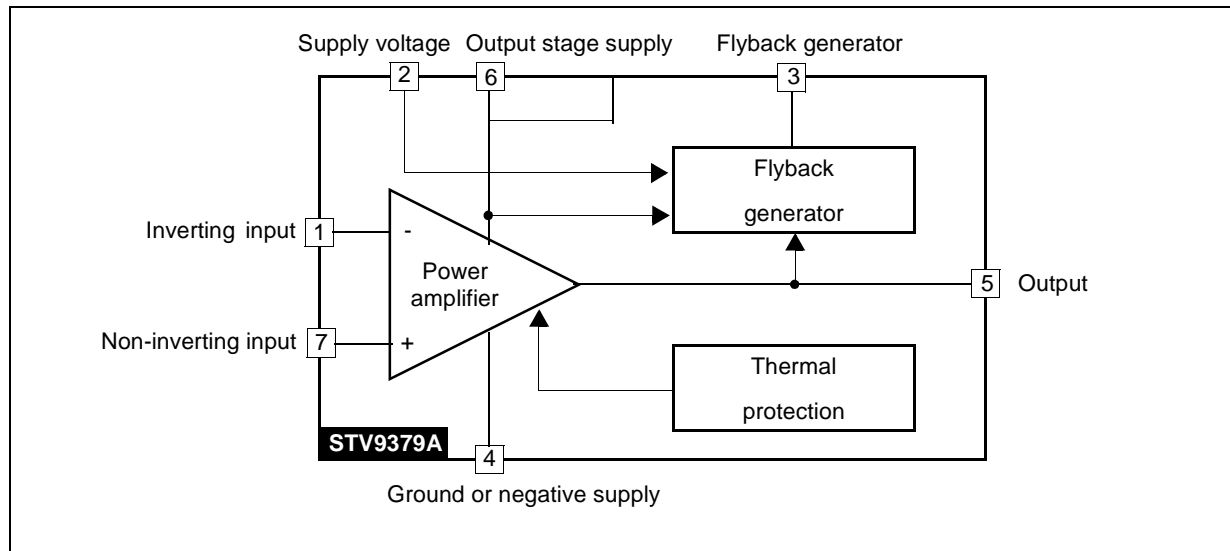 Supply voltage
Output stage supply
Flyback generator
2
6
3
Flyback
generator
Inverting input
1
-
Power
amplifier
5
Output
Non-inverting input
7
+
Thermal
protection
STV9379A
4
Ground or negative supply